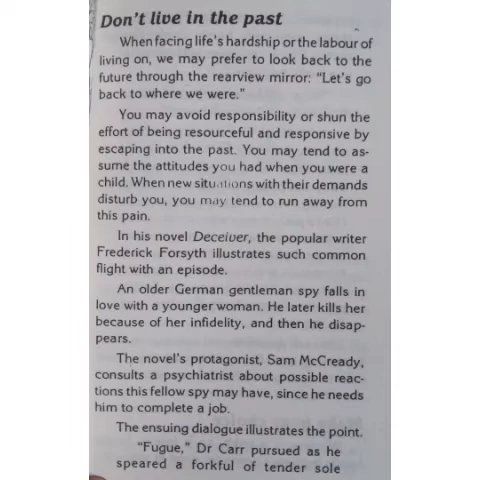 Don't live in the past
When facing life's hardship or the labour of
living on, we may prefer to look back to the
future through the rearview mirror: "Let's go
back to where we were."
You may avoid responsibility or shun the
effort of being resourceful and responsive by
escaping into the past. You may tend to as-
sume the attitudes you had when you were a
child. When new situations with their demands
disturb you, you may tend to run away from
this pain.
In his novel Deceiver, the popular writer
Frederick Forsyth illustrates such common
flight with an episode.
An older German gentleman spy falls in
love with a younger woman. He later kills her
because of her infidelity, and then he disap-
pears.
The novel's protagonist, Sam McCready,
consults a psychiatrist about possible reac-
tions this fellow spy may have, since he needs
him to complete a job.
The ensuing dialogue illustrates the point.
"Fugue," Dr Carr pursued as he
speared a forkful of tender sole